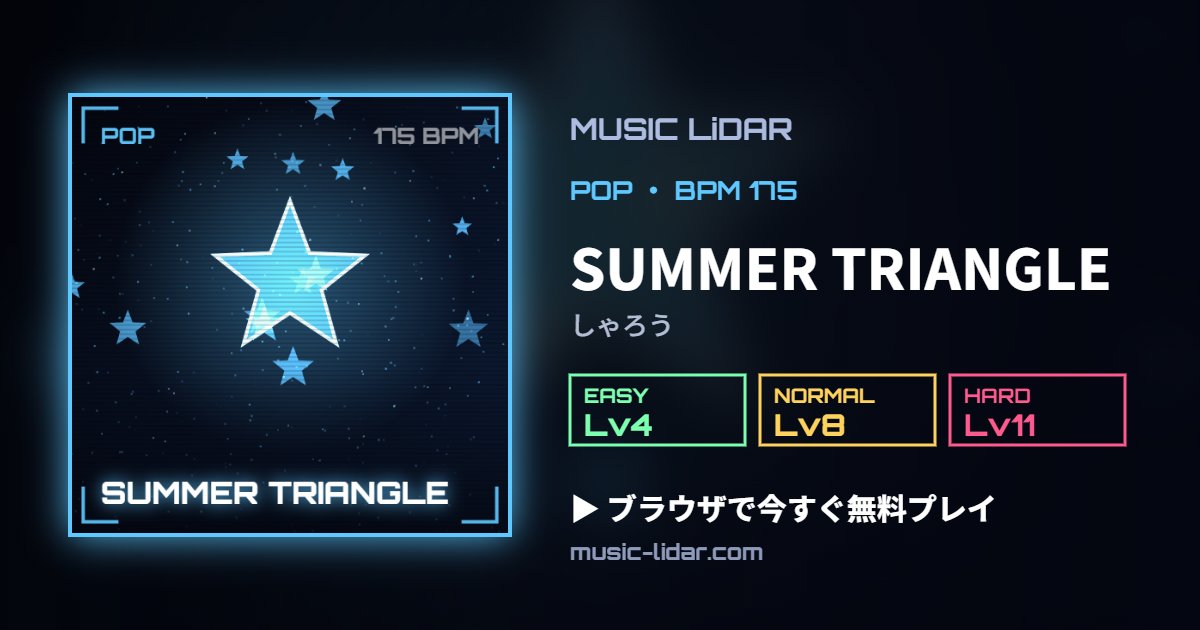 POP
175 BPM
SUMMER TRIANGLE
MUSIC LiDAR
POP • BPM 175
SUMMER TRIANGLE
しゃろう
EASY
Lv4
NORMAL
Lv8
HARD
Lv11
▶ ブラウザで今すぐ無料プレイ
music-lidar.com